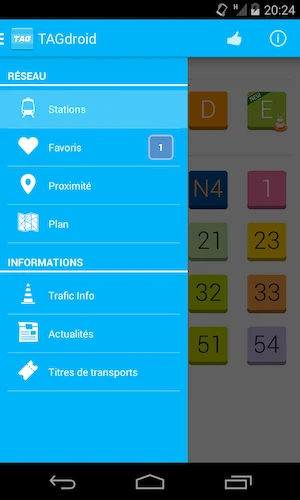 H 20:24
TAG TAGdroid
RÉSEAU
Stations
Favoris 1
Proximité
Plan
INFORMATIONS
Trafic Info
Actualités
Titres de transports
D E NEW
N4 1
21 23
32 33
51 54